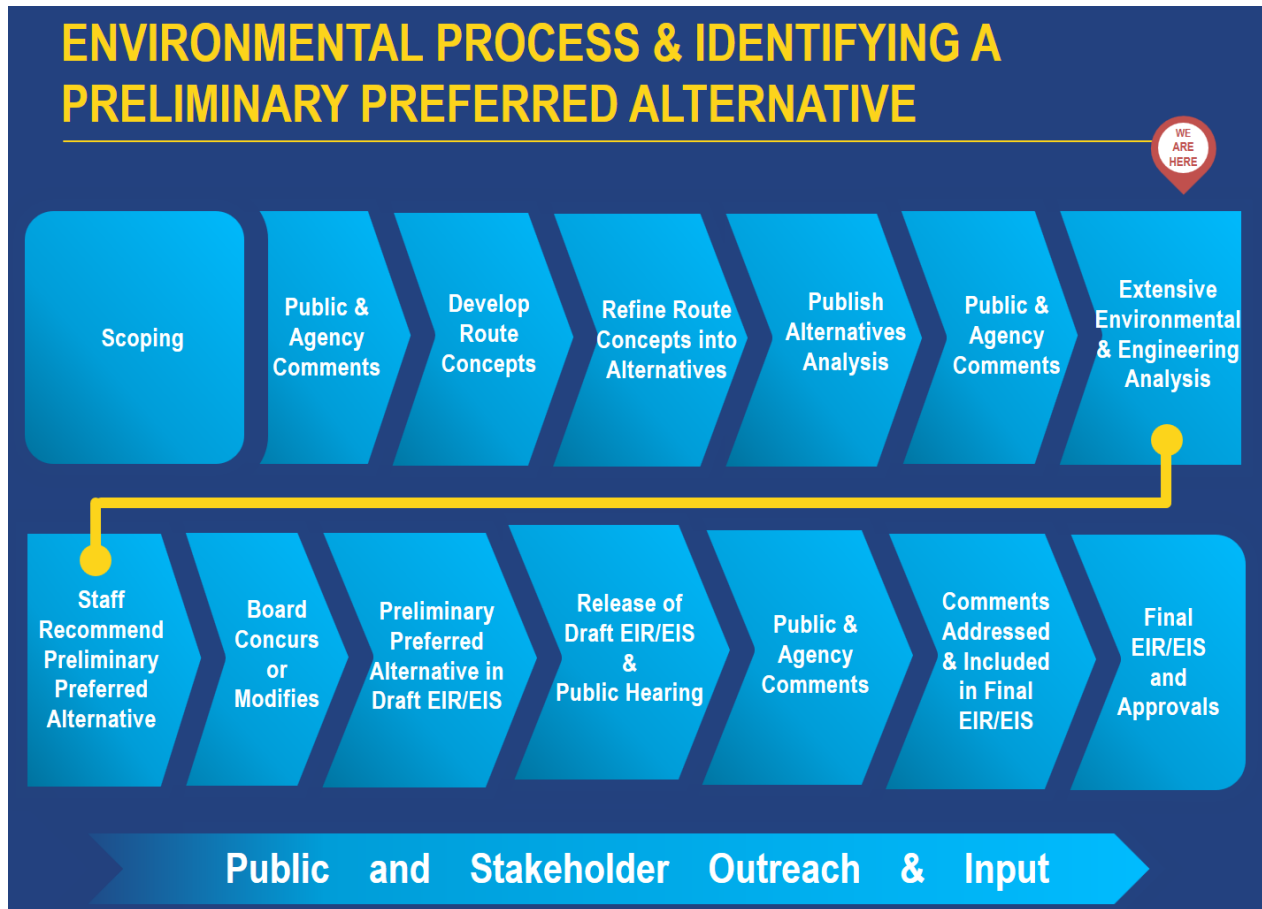 ENVIRONMENTAL PROCESS & IDENTIFYING A
PRELIMINARY PREFERRED ALTERNATIVE
WE
ARE
HERE
Scoping
Public &
Agency
Comments
Develop
Route
Concepts
Refine Route
Concepts into
Alternatives
Publish
Alternatives
Analysis
Public &
Agency
Comments
Extensive
Environmental
& Engineering
Analysis
Staff
Recommend
Preliminary
Preferred
Alternative
Board
Concurs
or
Modifies
Preliminary
Preferred
Alternative in
Draft EIR/EIS
Release of
Draft EIR/EIS
&
Public Hearing
Public &
Agency
Comments
Comments
Addressed
& Included
in Final
EIR/EIS
Final
EIR/EIS
and
Approvals
Public and Stakeholder Outreach & Input